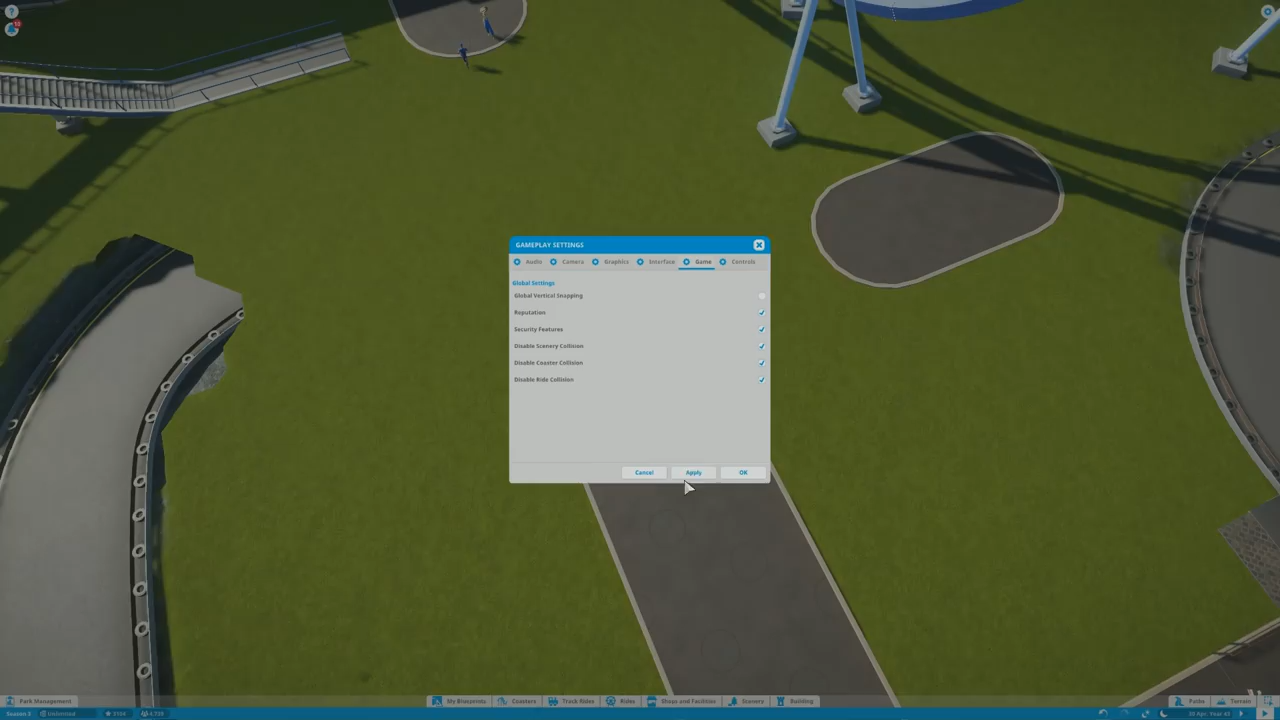 GAMEPLAY SETTINGS
Audio Camera Graphics Interface Game Controls
Global Settings
Global Vertical Snapping
Reputation
Security Features
Disable Scenery Collision
Disable Coaster Collision
Disable Ride Collision
Cancel Apply OK
Park Management My Blueprints Coasters Track Rides Rides Shops and Facilities Scenery Building Paths Terrain